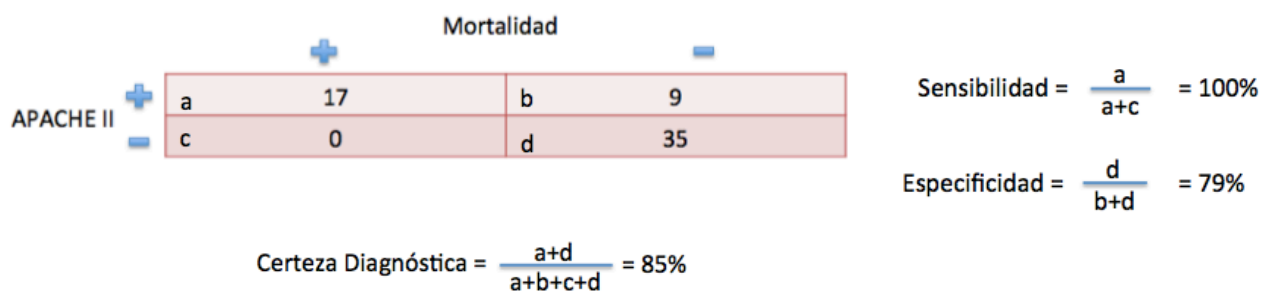 Mortalidad
+ −
APACHE II
+ a 17 b 9
− c 0 d 35
Sensibilidad = a / a+c = 100%
Especificidad = d / b+d = 79%
Certeza Diagnóstica = a+d / a+b+c+d = 85%